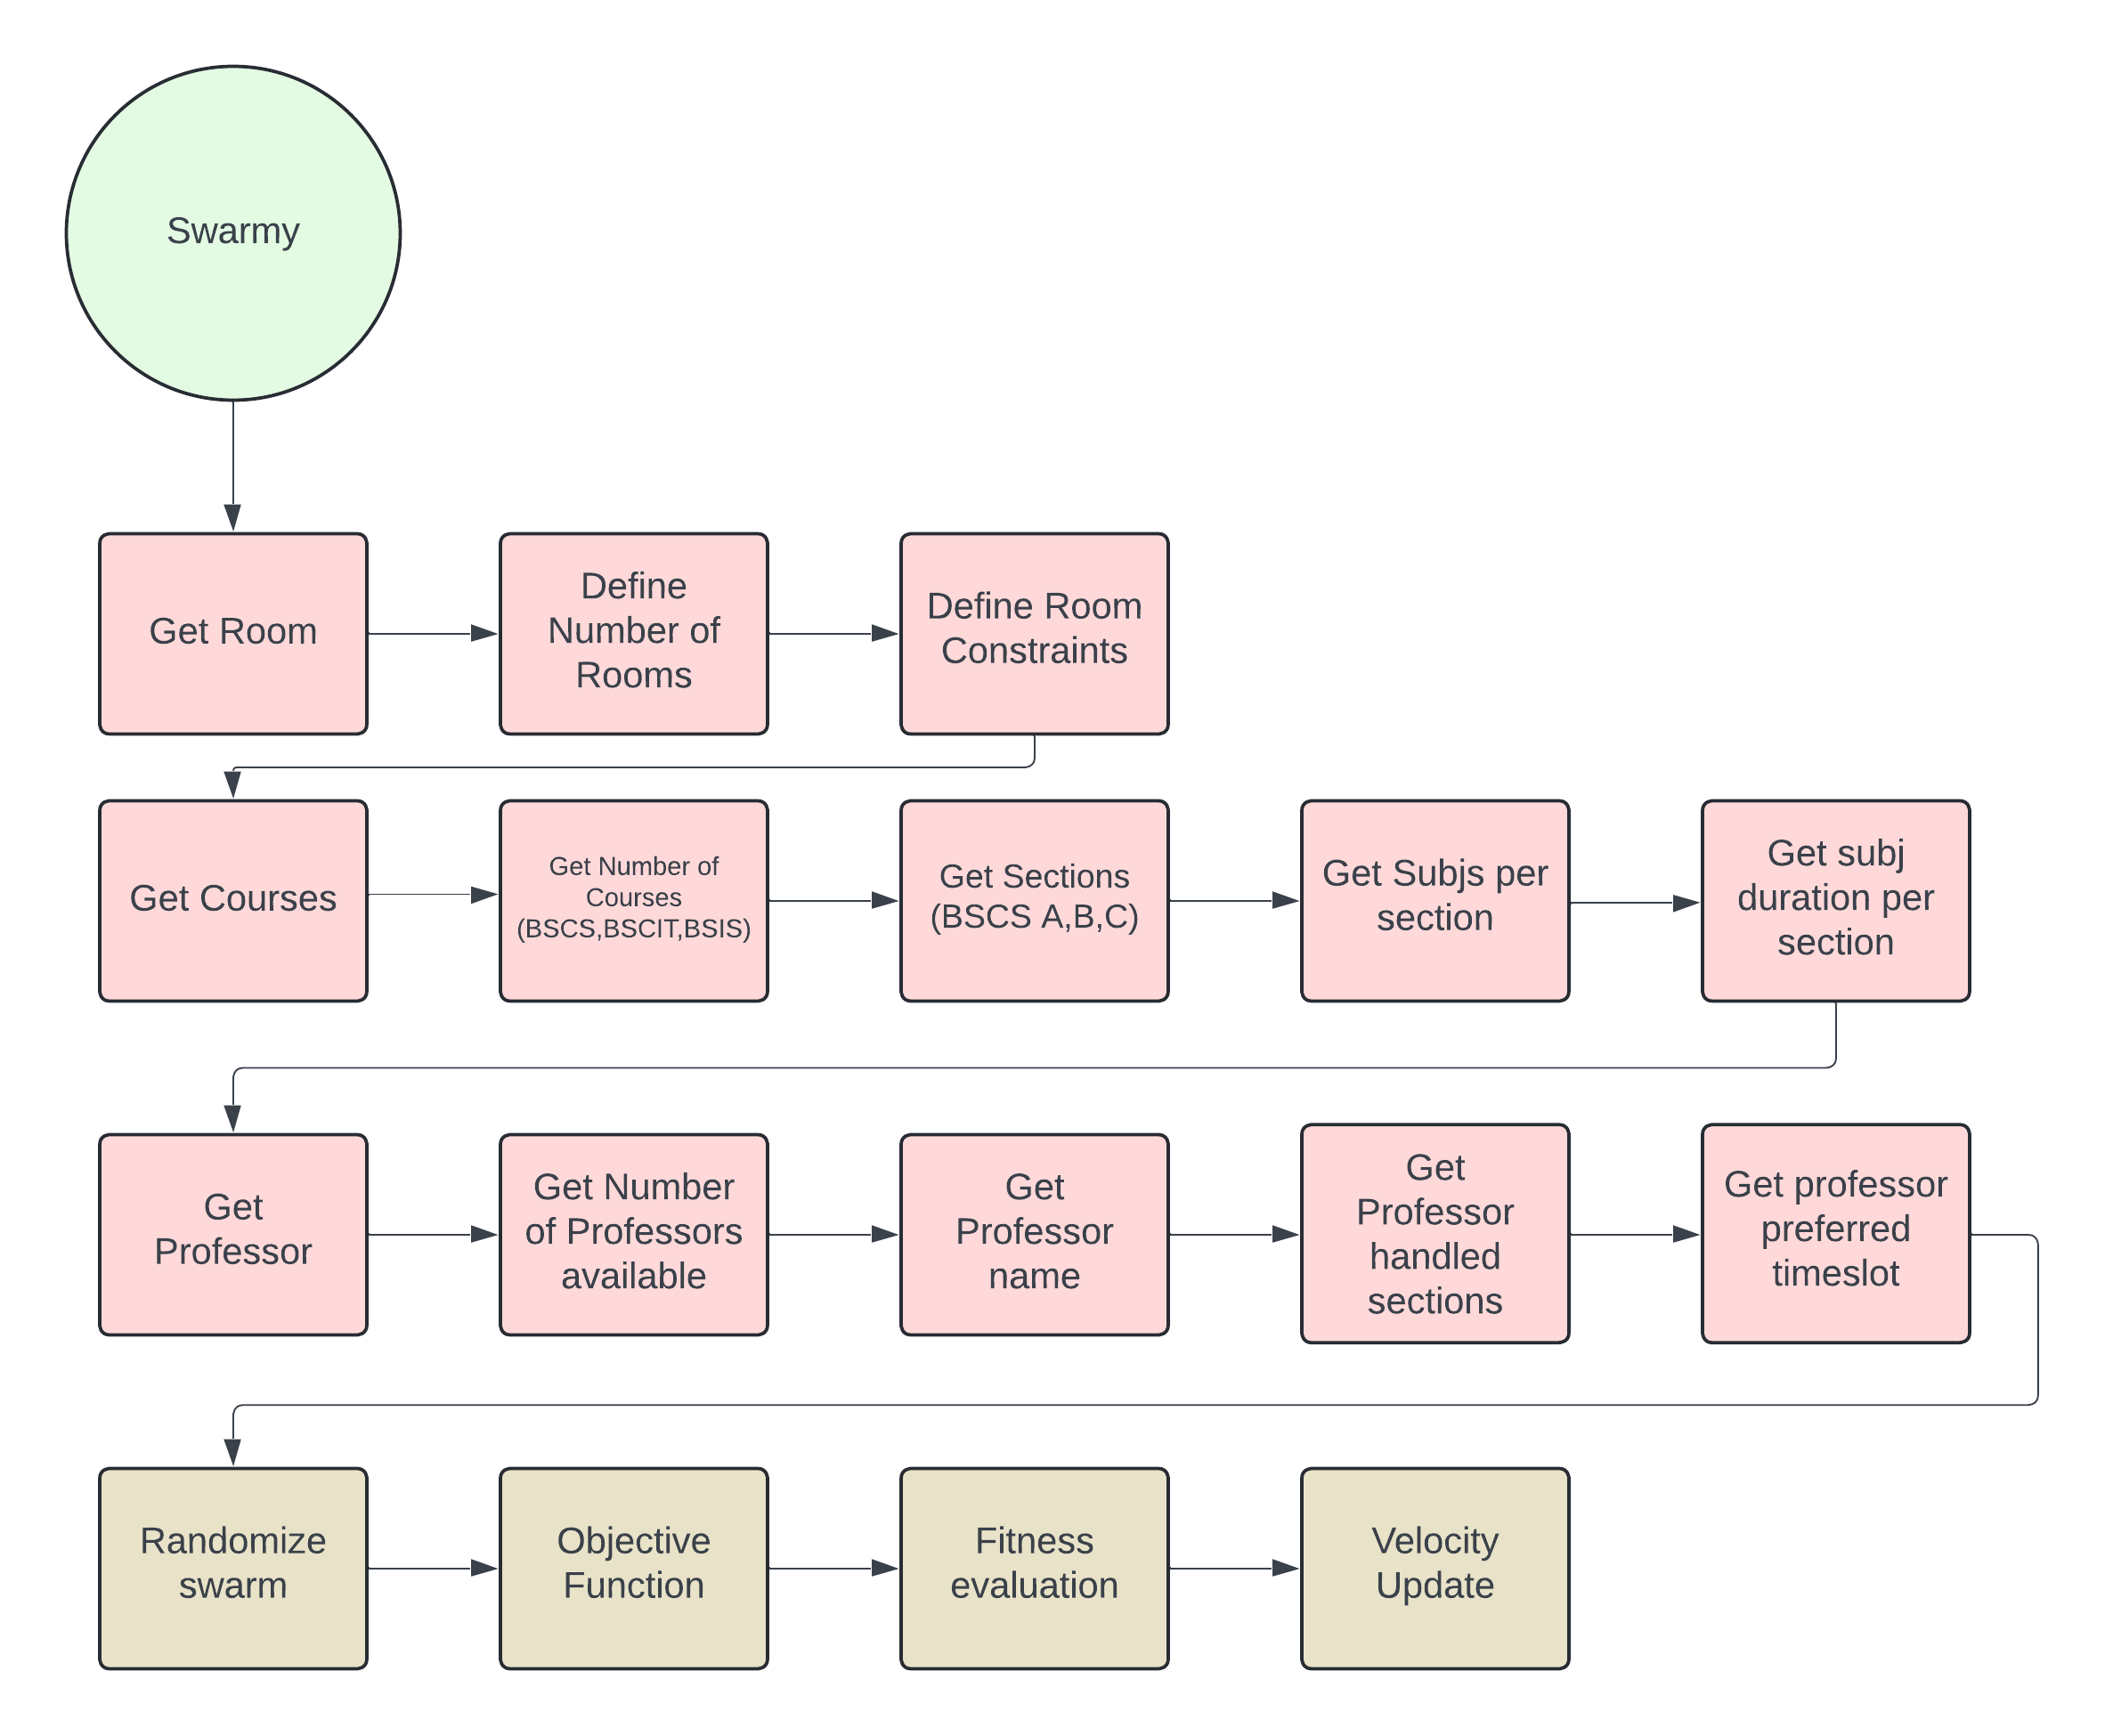 Swarmy
Get Room
Define
Number of
Rooms
Define Room
Constraints
Get Courses
Get Number of
Courses
(BSCS,BSCIT,BSIS)
Get Sections
(BSCS A,B,C)
Get Subjs per
section
Get subj
duration per
section
Get
Professor
Get Number
of Professors
available
Get
Professor
name
Get
Professor
handled
sections
Get professor
preferred
timeslot
Randomize
swarm
Objective
Function
Fitness
evaluation
Velocity
Update